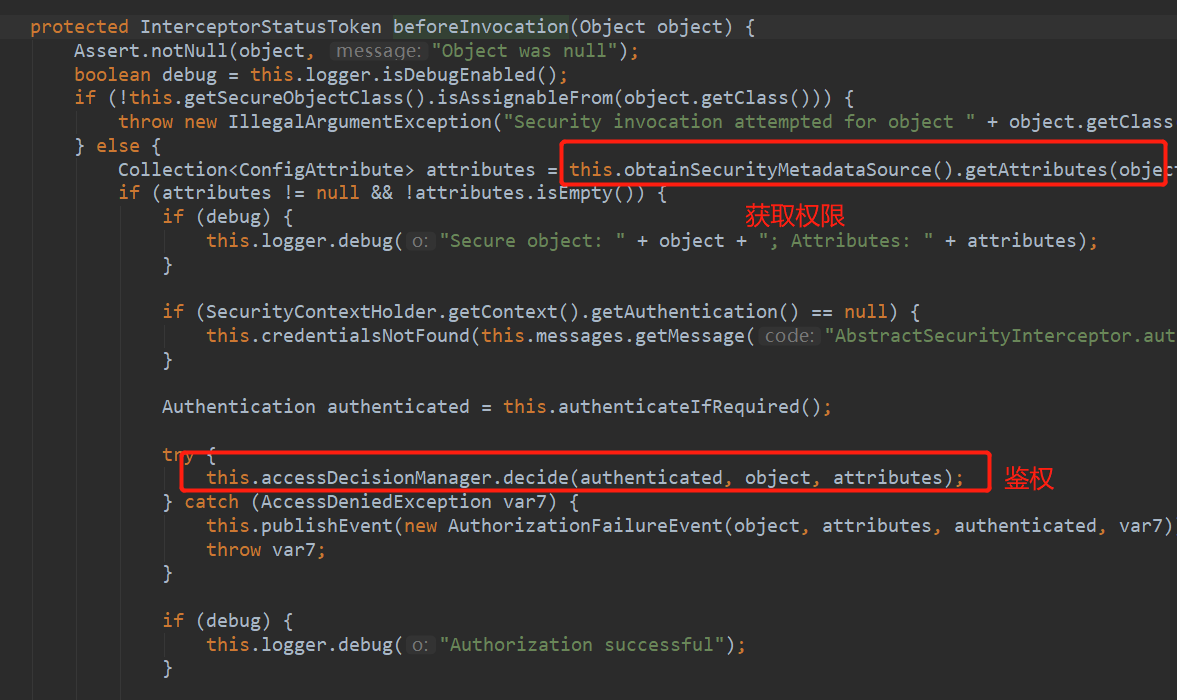 protected InterceptorStatusToken beforeInvocation(Object object) {
Assert.notNull(object, message: "Object was null");
boolean debug = this.logger.isDebugEnabled();
if (!this.getSecureObjectClass().isAssignableFrom(object.getClass())) {
throw new IllegalArgumentException("Security invocation attempted for object " + object.getClass
} else {
Collection<ConfigAttribute> attributes = this.obtainSecurityMetadataSource().getAttributes(object
if (attributes != null && !attributes.isEmpty()) {
获取权限
if (debug) {
this.logger.debug( o: "Secure object: " + object + "; Attributes: " + attributes);
}
if (SecurityContextHolder.getContext().getAuthentication() == null) {
this.credentialsNotFound(this.messages.getMessage( code: "AbstractSecurityInterceptor.aut
}
Authentication authenticated = this.authenticateIfRequired();
try {
this.accessDecisionManager.decide(authenticated, object, attributes); 鉴权
} catch (AccessDeniedException var7) {
this.publishEvent(new AuthorizationFailureEvent(object, attributes, authenticated, var7)
throw var7;
}
if (debug) {
this.logger.debug( o: "Authorization successful");
}